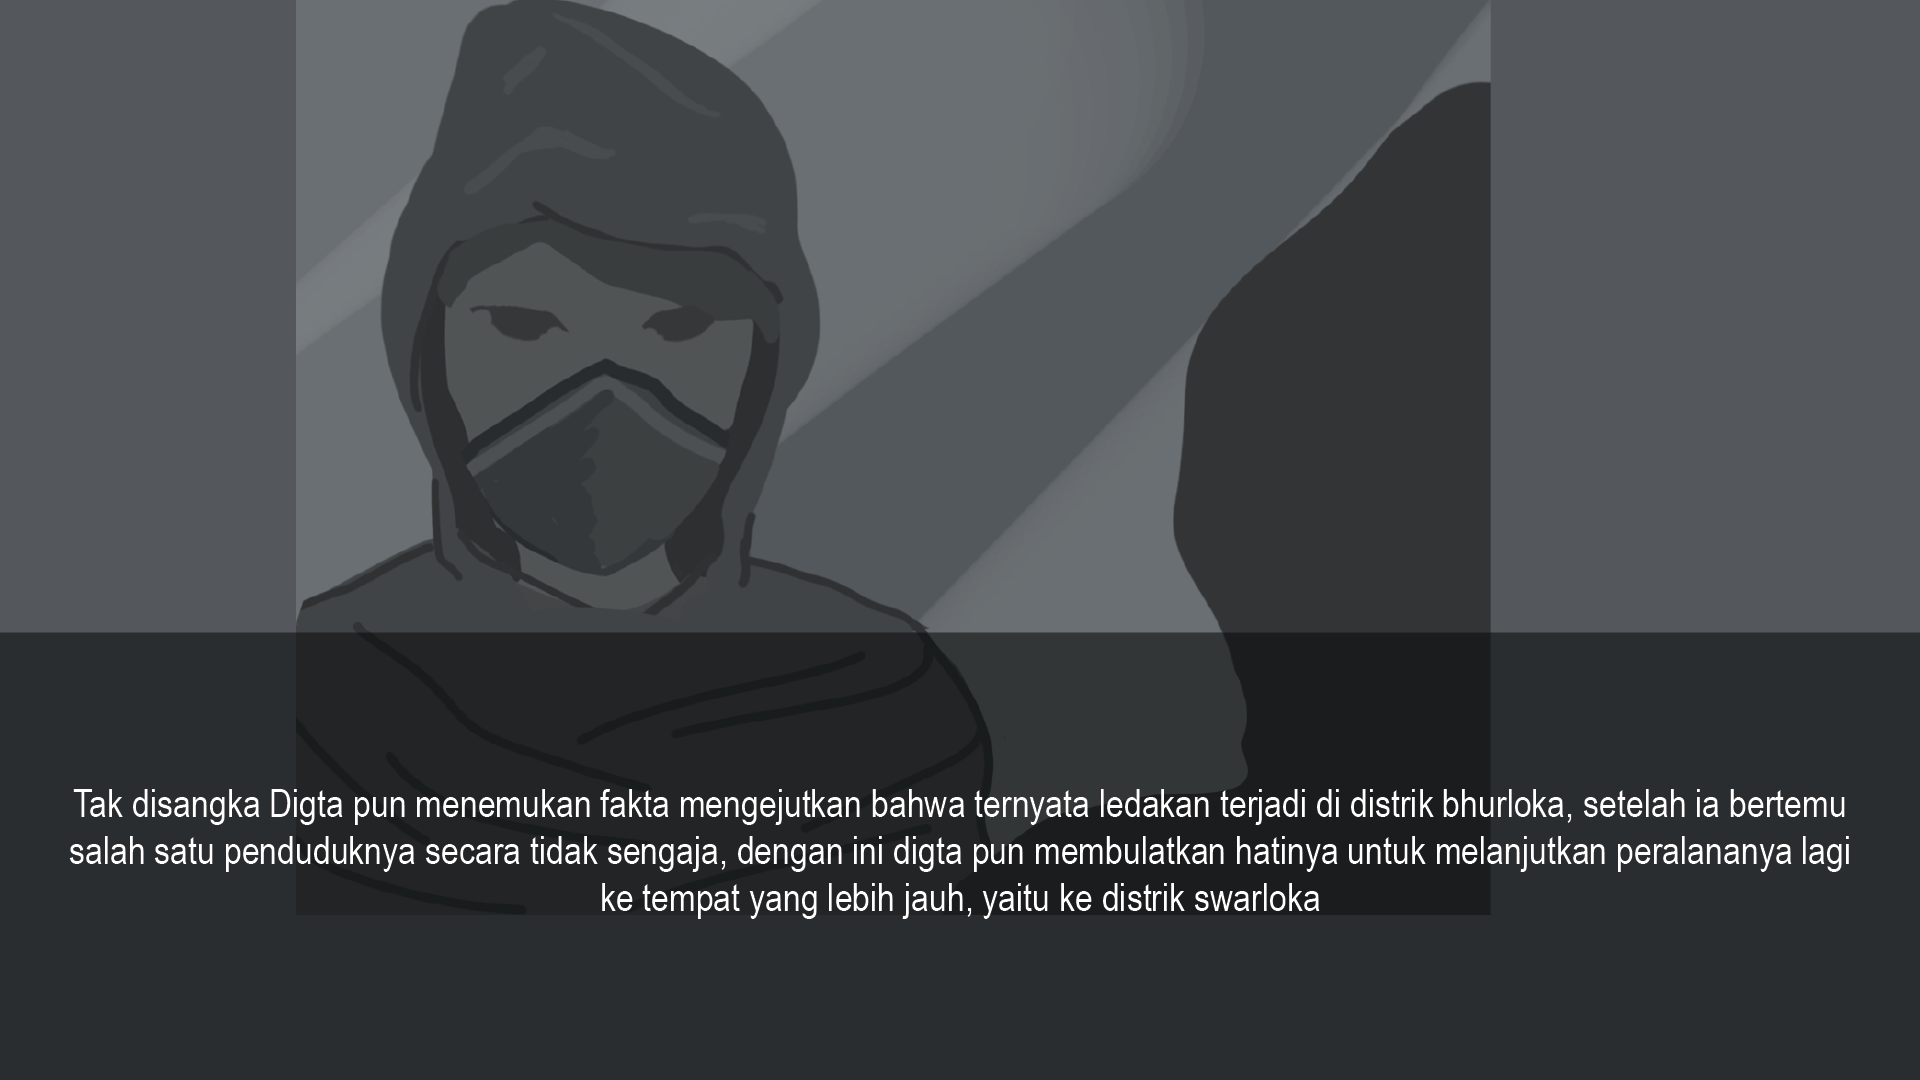 Tak disangka Digta pun menemukan fakta mengejutkan bahwa ternyata ledakan terjadi di distrik bhurloka, setelah ia bertemu
salah satu penduduknya secara tidak sengaja, dengan ini digta pun membulatkan hatinya untuk melanjutkan peralananya lagi
ke tempat yang lebih jauh, yaitu ke distrik swarloka